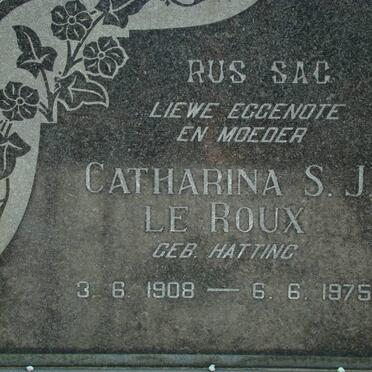 RUS SAG
LIEWE EGGENOTE
EN MOEDER
CATHARINA S. J.
LE ROUX
GEB. HATTING
3. 6. 1908 — 6. 6. 1975